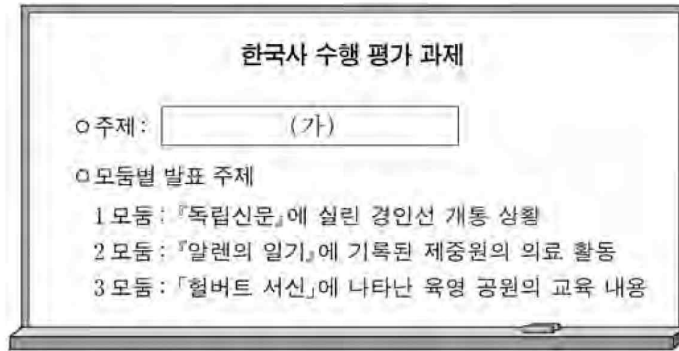 한국사 수행 평가 과제
○주제: (가)
○모둠별 발표 주제
1모둠: 『독립신문』에 실린 경인선 개통 상황
2모둠: 『알렌의 일기』에 기록된 제중원의 의료 활동
3모둠: 「헐버트 서신」에 나타난 육영 공원의 교육 내용